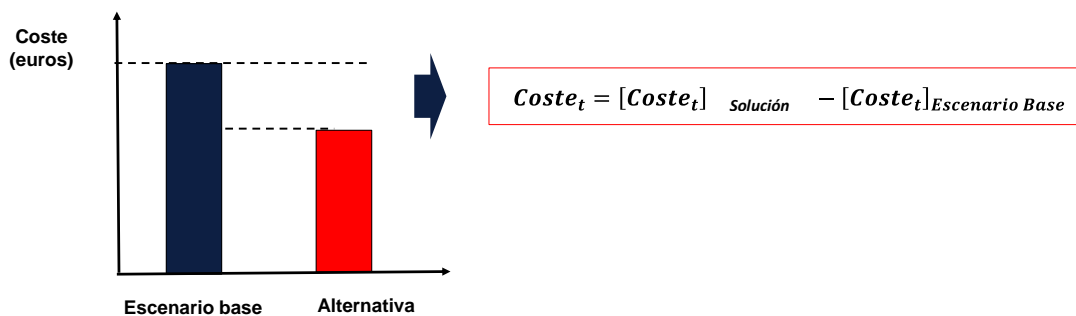 Coste
(euros)
Coste_t = [Coste_t] Solución − [Coste_t]_Escenario Base
Escenario base
Alternativa